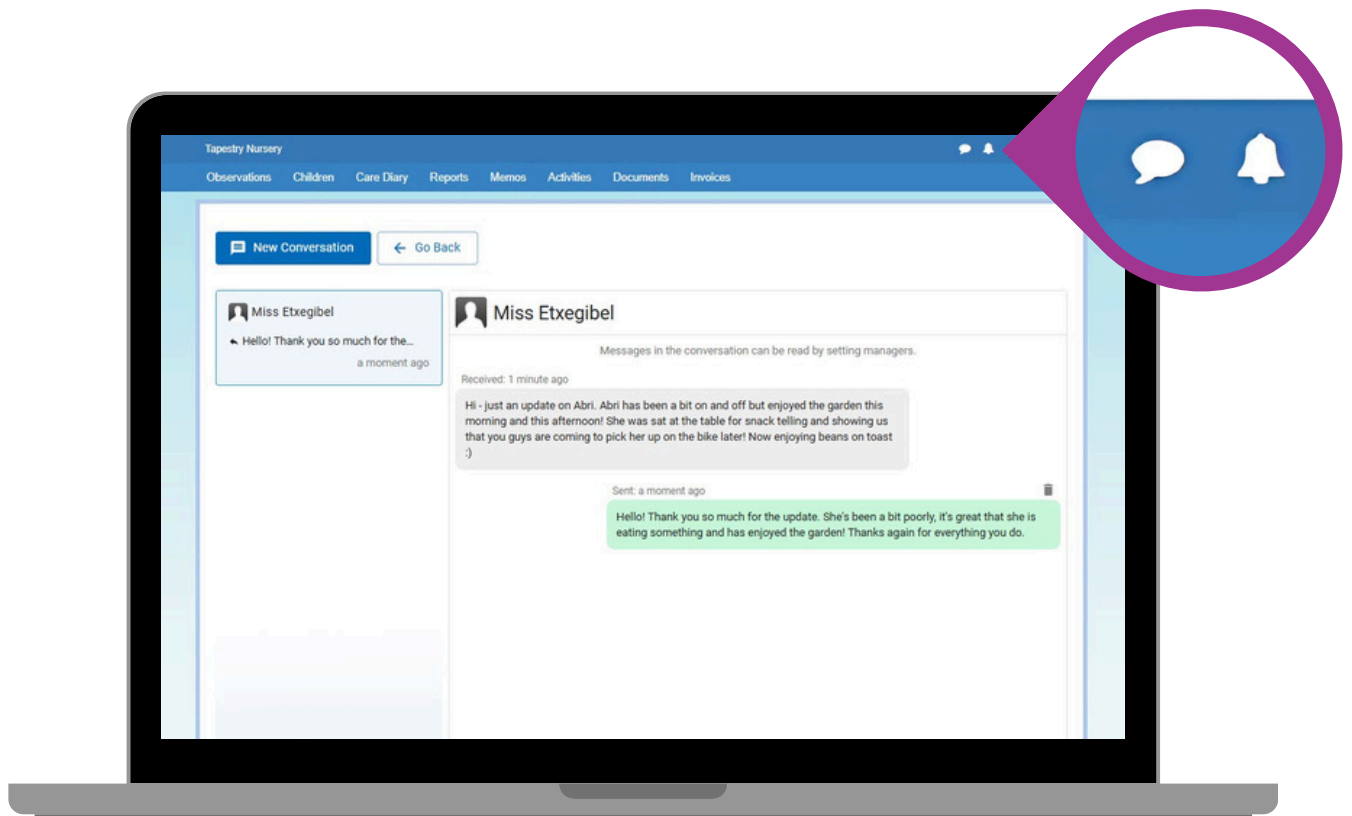 Tapestry Nursery
Observations Children Care Diary Reports Memos Activities Documents Invoices
New Conversation Go Back
Miss Etxegibel
Hello! Thank you so much for the...
a moment ago
Miss Etxegibel
Messages in the conversation can be read by setting managers.
Received: 1 minute ago
Hi - just an update on Abri. Abri has been a bit on and off but enjoyed the garden this
morning and this afternoon! She was sat at the table for snack telling and showing us
that you guys are coming to pick her up on the bike later! Now enjoying beans on toast
:)
Sent: a moment ago
Hello! Thank you so much for the update. She's been a bit poorly, it's great that she is
eating something and has enjoyed the garden! Thanks again for everything you do.